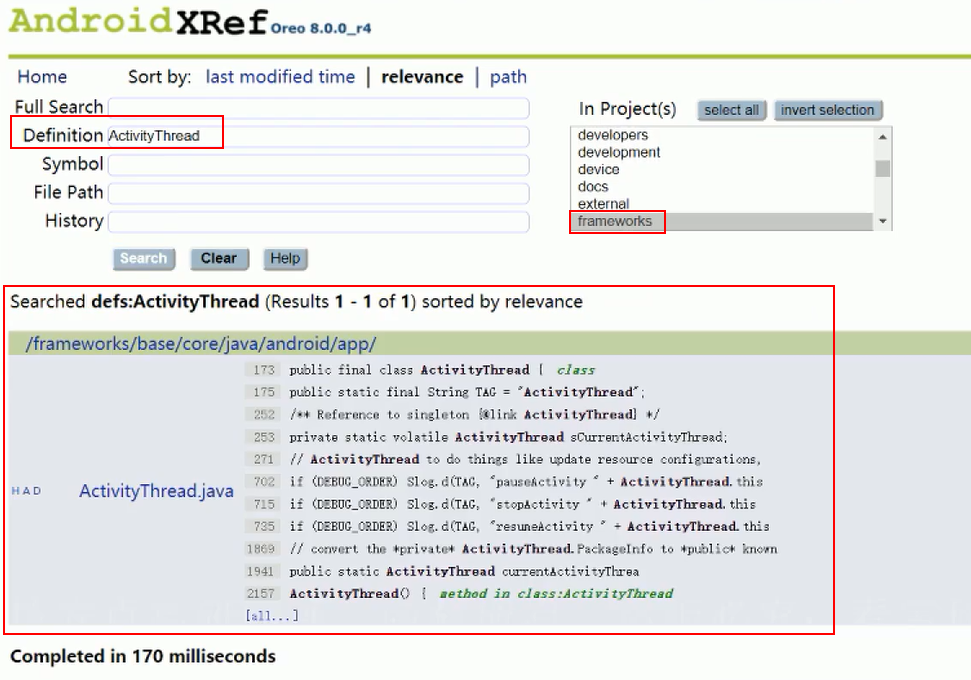 AndroidXRef Oreo 8.0.0_r4
Home Sort by: last modified time | relevance | path
Full Search
Definition ActivityThread
Symbol
File Path
History
In Project(s) select all invert selection
developers
development
device
docs
external
frameworks
Search Clear Help
Searched defs:ActivityThread (Results 1 - 1 of 1) sorted by relevance
/frameworks/base/core/java/android/app/
H A D ActivityThread.java
173 public final class ActivityThread { class
175 public static final String TAG = "ActivityThread";
252 /** Reference to singleton {@link ActivityThread} */
253 private static volatile ActivityThread sCurrentActivityThread;
271 // ActivityThread to do things like update resource configurations,
702 if (DEBUG_ORDER) Slog.d(TAG, "pauseActivity " + ActivityThread.this
715 if (DEBUG_ORDER) Slog.d(TAG, "stopActivity " + ActivityThread.this
735 if (DEBUG_ORDER) Slog.d(TAG, "resumeActivity " + ActivityThread.this
1869 // convert the *private* ActivityThread.PackageInfo to *public* known
1941 public static ActivityThread currentActivityThrea
2157 ActivityThread() { method in class:ActivityThread
[all...]
Completed in 170 milliseconds